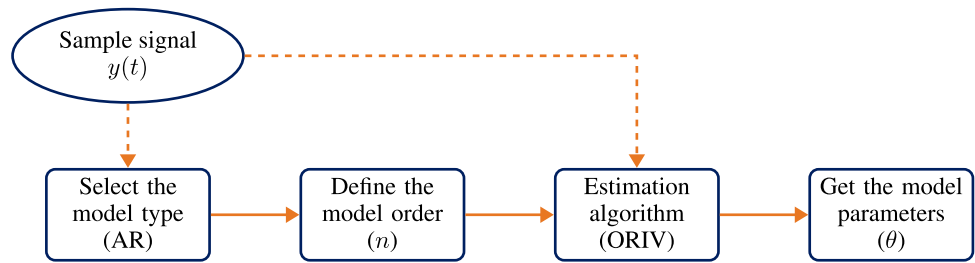 Sample signal
y(t)
Select the
model type
(AR)
Define the
model order
(n)
Estimation
algorithm
(ORIV)
Get the model
parameters
(θ)